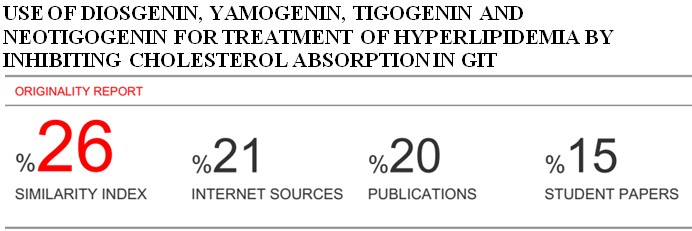 USE OF DIOSGENIN, YAMOGENIN, TIGOGENIN AND
NEOTIGOGENIN FOR TREATMENT OF HYPERLIPIDEMIA BY
INHIBITING CHOLESTEROL ABSORPTION IN GIT
ORIGINALITY REPORT
%26 %21 %20 %15
SIMILARITY INDEX INTERNET SOURCES PUBLICATIONS STUDENT PAPERS